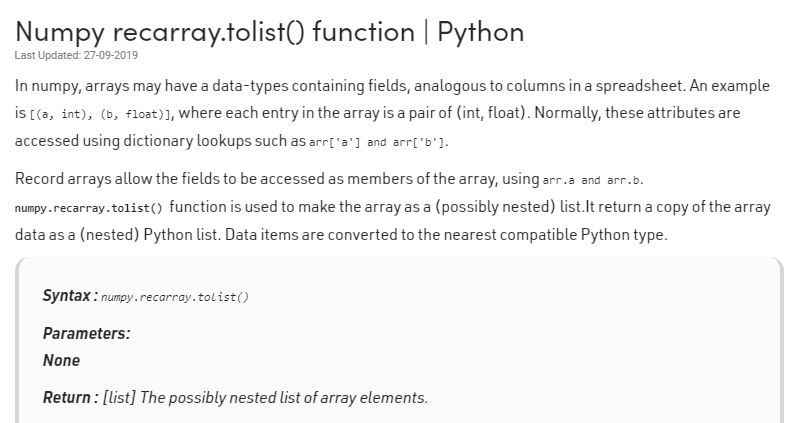 Numpy recarray.tolist() function | Python
Last Updated: 27-09-2019
In numpy, arrays may have a data-types containing fields, analogous to columns in a spreadsheet. An example
is [(a, int), (b, float)], where each entry in the array is a pair of (int, float). Normally, these attributes are
accessed using dictionary lookups such as arr['a'] and arr['b'].
Record arrays allow the fields to be accessed as members of the array, using arr.a and arr.b.
numpy.recarray.tolist() function is used to make the array as a (possibly nested) list.It return a copy of the array
data as a (nested) Python list. Data items are converted to the nearest compatible Python type.
Syntax : numpy.recarray.tolist()
Parameters:
None
Return : [list] The possibly nested list of array elements.